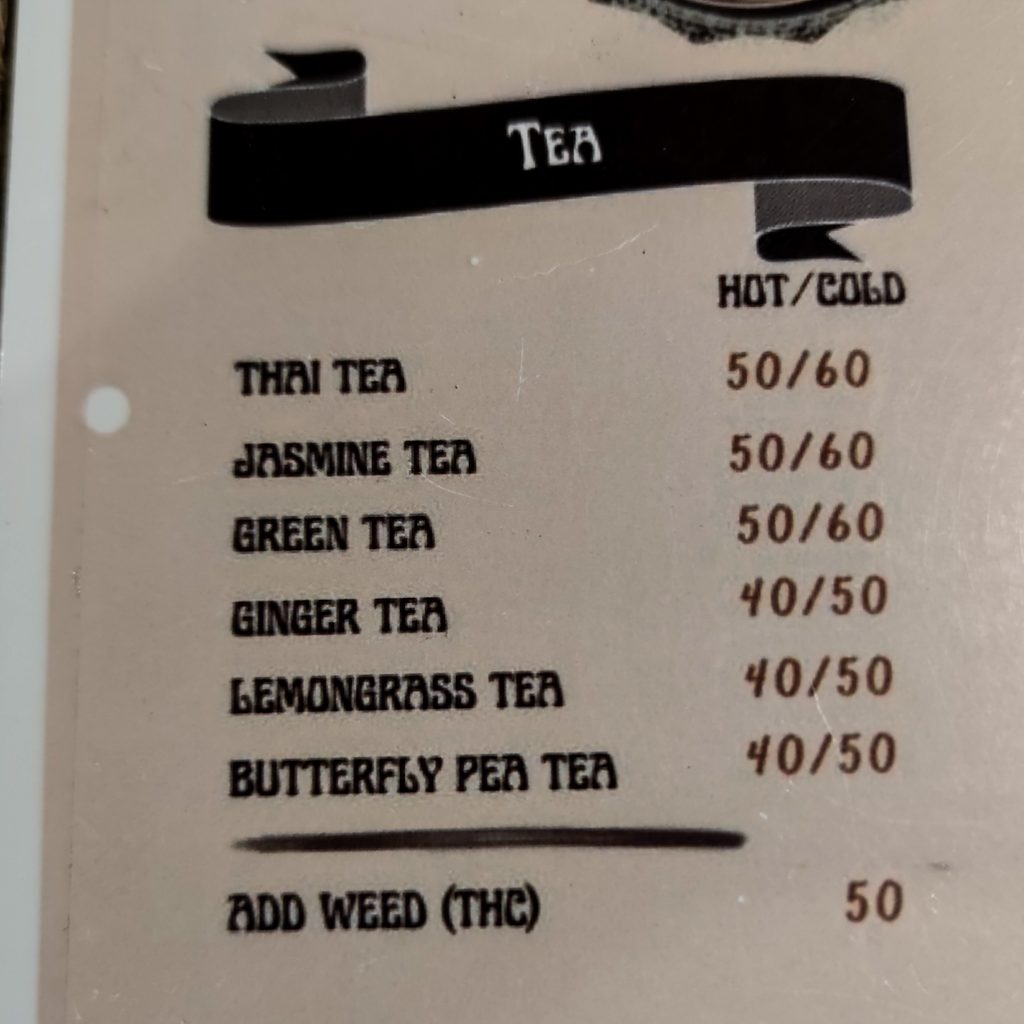 TEA
HOT/COLD
THAI TEA 50/60
JASMINE TEA 50/60
GREEN TEA 50/60
GINGER TEA 40/50
LEMONGRASS TEA 40/50
BUTTERFLY PEA TEA 40/50
ADD WEED (THC) 50